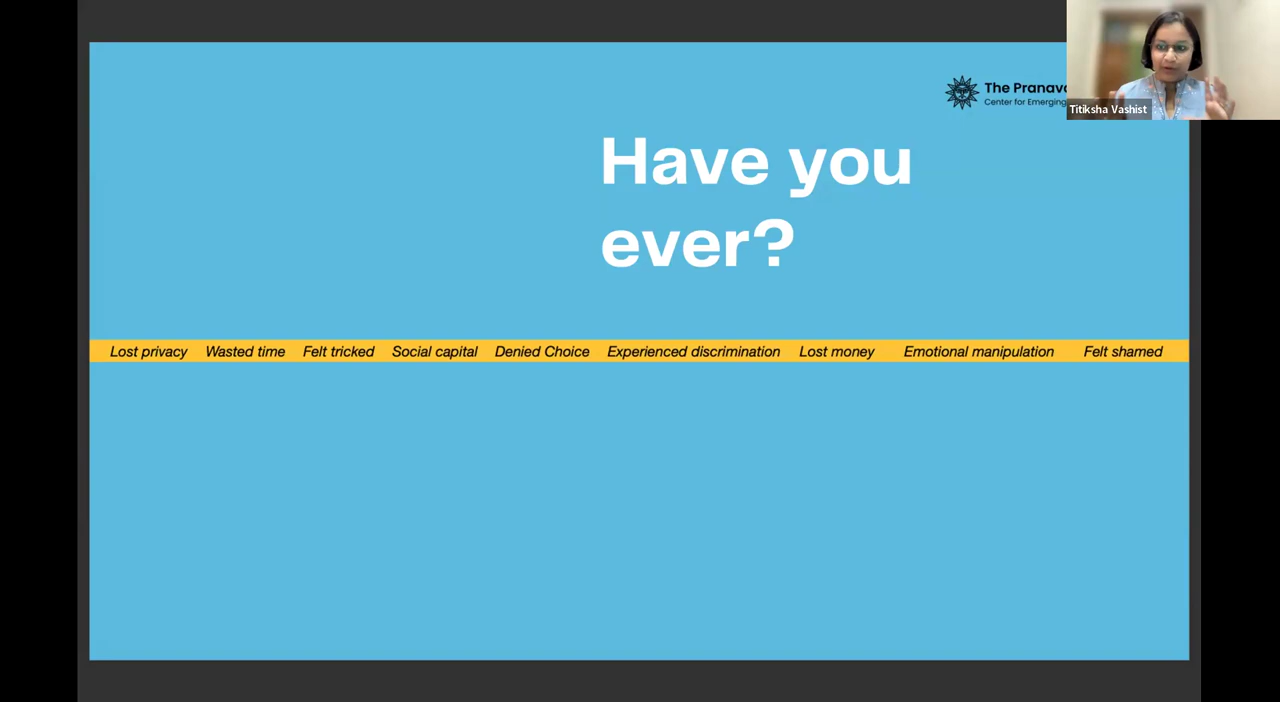 The Pranava
Center for Emerging
Titiksha Vashist
Have you
ever?
Lost privacy Wasted time Felt tricked Social capital Denied Choice Experienced discrimination Lost money Emotional manipulation Felt shamed